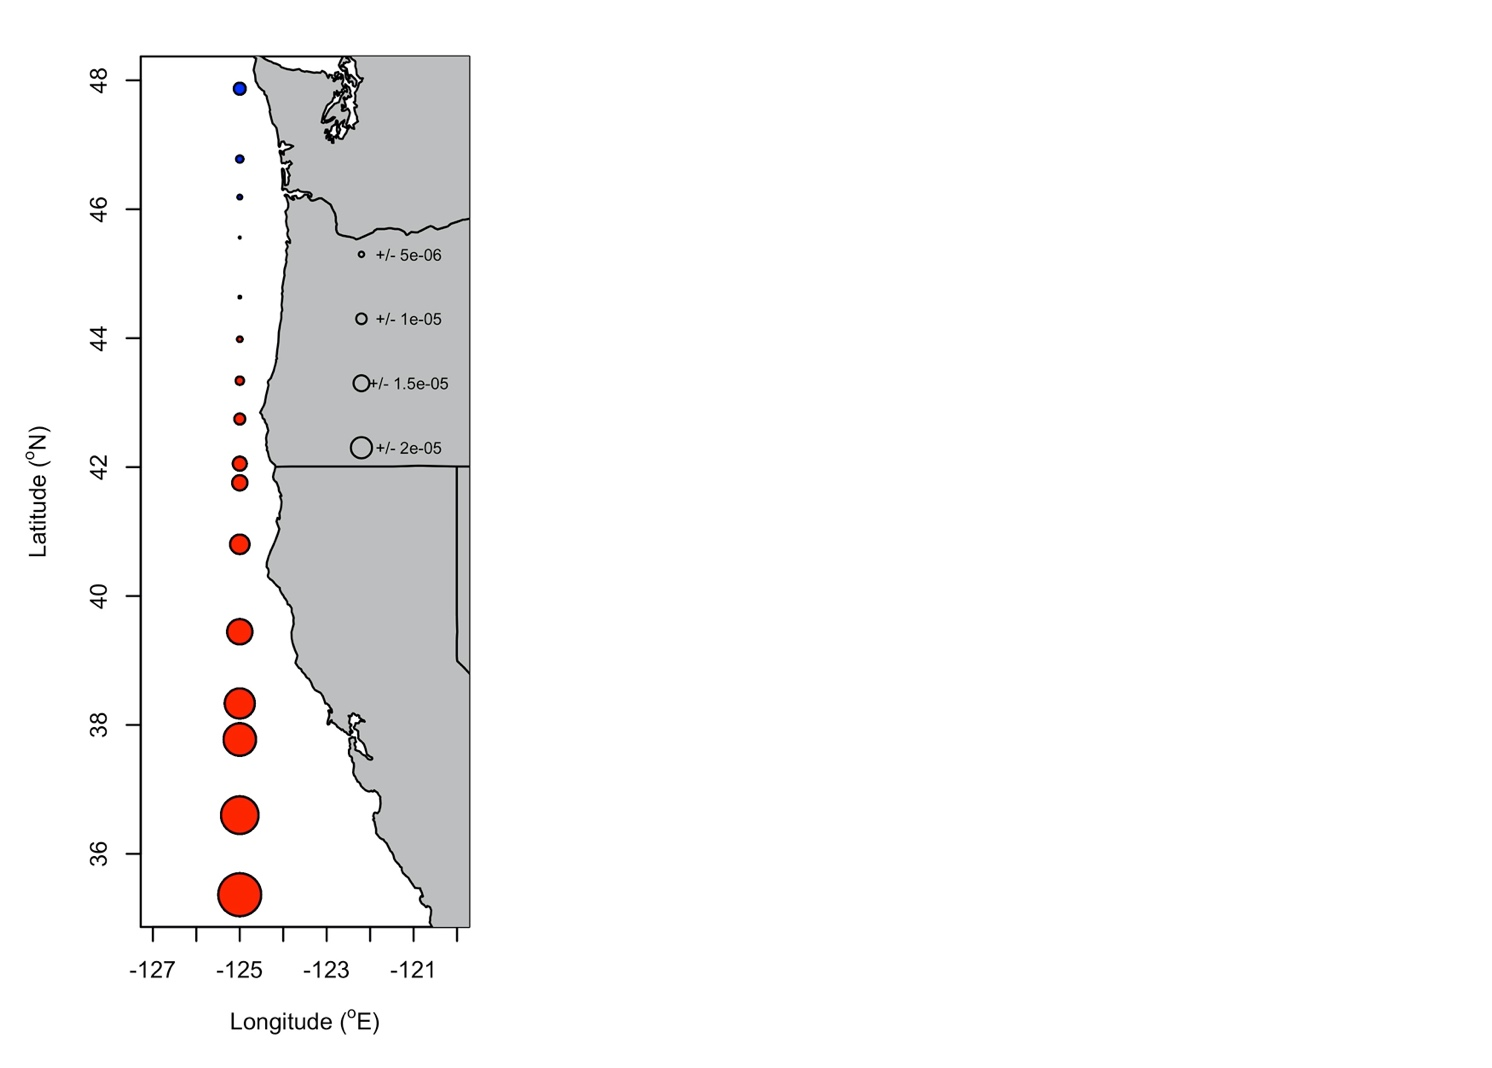 48
46
44
42
40
38
36
Latitude (°N)
+/- 5e-06
+/- 1e-05
+/- 1.5e-05
+/- 2e-05
-127 -125 -123 -121
Longitude (°E)